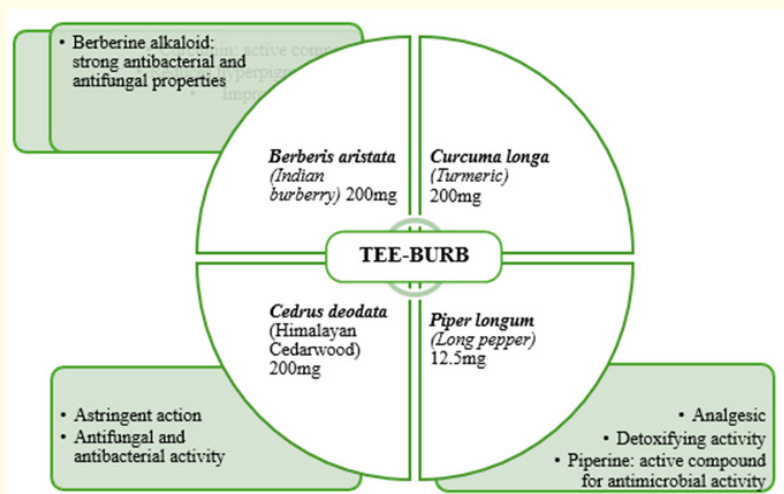 • Berberine alkaloid:
strong antibacterial and
antifungal properties
Berberis aristata
(Indian
burberry) 200mg
Curcuma longa
(Turmeric)
200mg
TEE-BURB
Cedrus deodata
(Himalayan
Cedarwood)
200mg
Piper longum
(Long pepper)
12.5mg
• Astringent action
• Antifungal and
antibacterial activity
• Analgesic
• Detoxifying activity
• Piperine: active compound
for antimicrobial activity